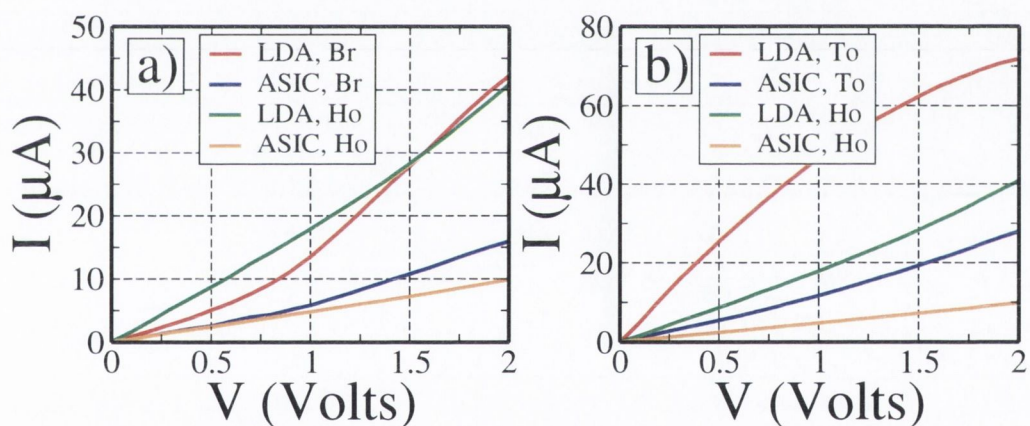 a)
LDA, Br
ASIC, Br
LDA, Ho
ASIC, Ho
50
40
30
20
10
0
0
0.5
1
1.5
2
I (μA)
V (Volts)
b)
LDA, To
ASIC, To
LDA, Ho
ASIC, Ho
80
60
40
20
0
0
0.5
1
1.5
2
I (μA)
V (Volts)